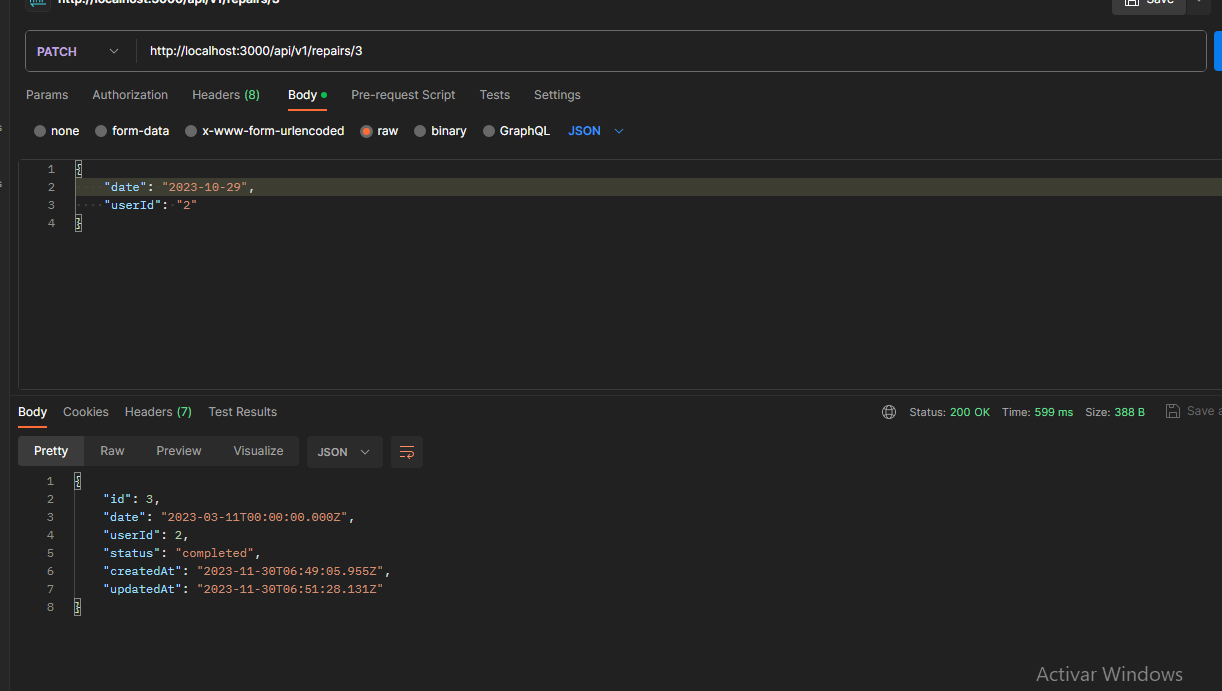 http://localhost:3000/api/v1/repairs/3
Save
PATCH http://localhost:3000/api/v1/repairs/3
Params Authorization Headers (8) Body Pre-request Script Tests Settings
none form-data x-www-form-urlencoded raw binary GraphQL JSON
1 {
2 "date": "2023-10-29",
3 "userId": "2"
4 }
Body Cookies Headers (7) Test Results Status: 200 OK Time: 599 ms Size: 388 B Save a
Pretty Raw Preview Visualize JSON
1 {
2 "id": 3,
3 "date": "2023-03-11T00:00:00.000Z",
4 "userId": 2,
5 "status": "completed",
6 "createdAt": "2023-11-30T06:49:05.955Z",
7 "updatedAt": "2023-11-30T06:51:28.131Z"
8 }
Activar Windows